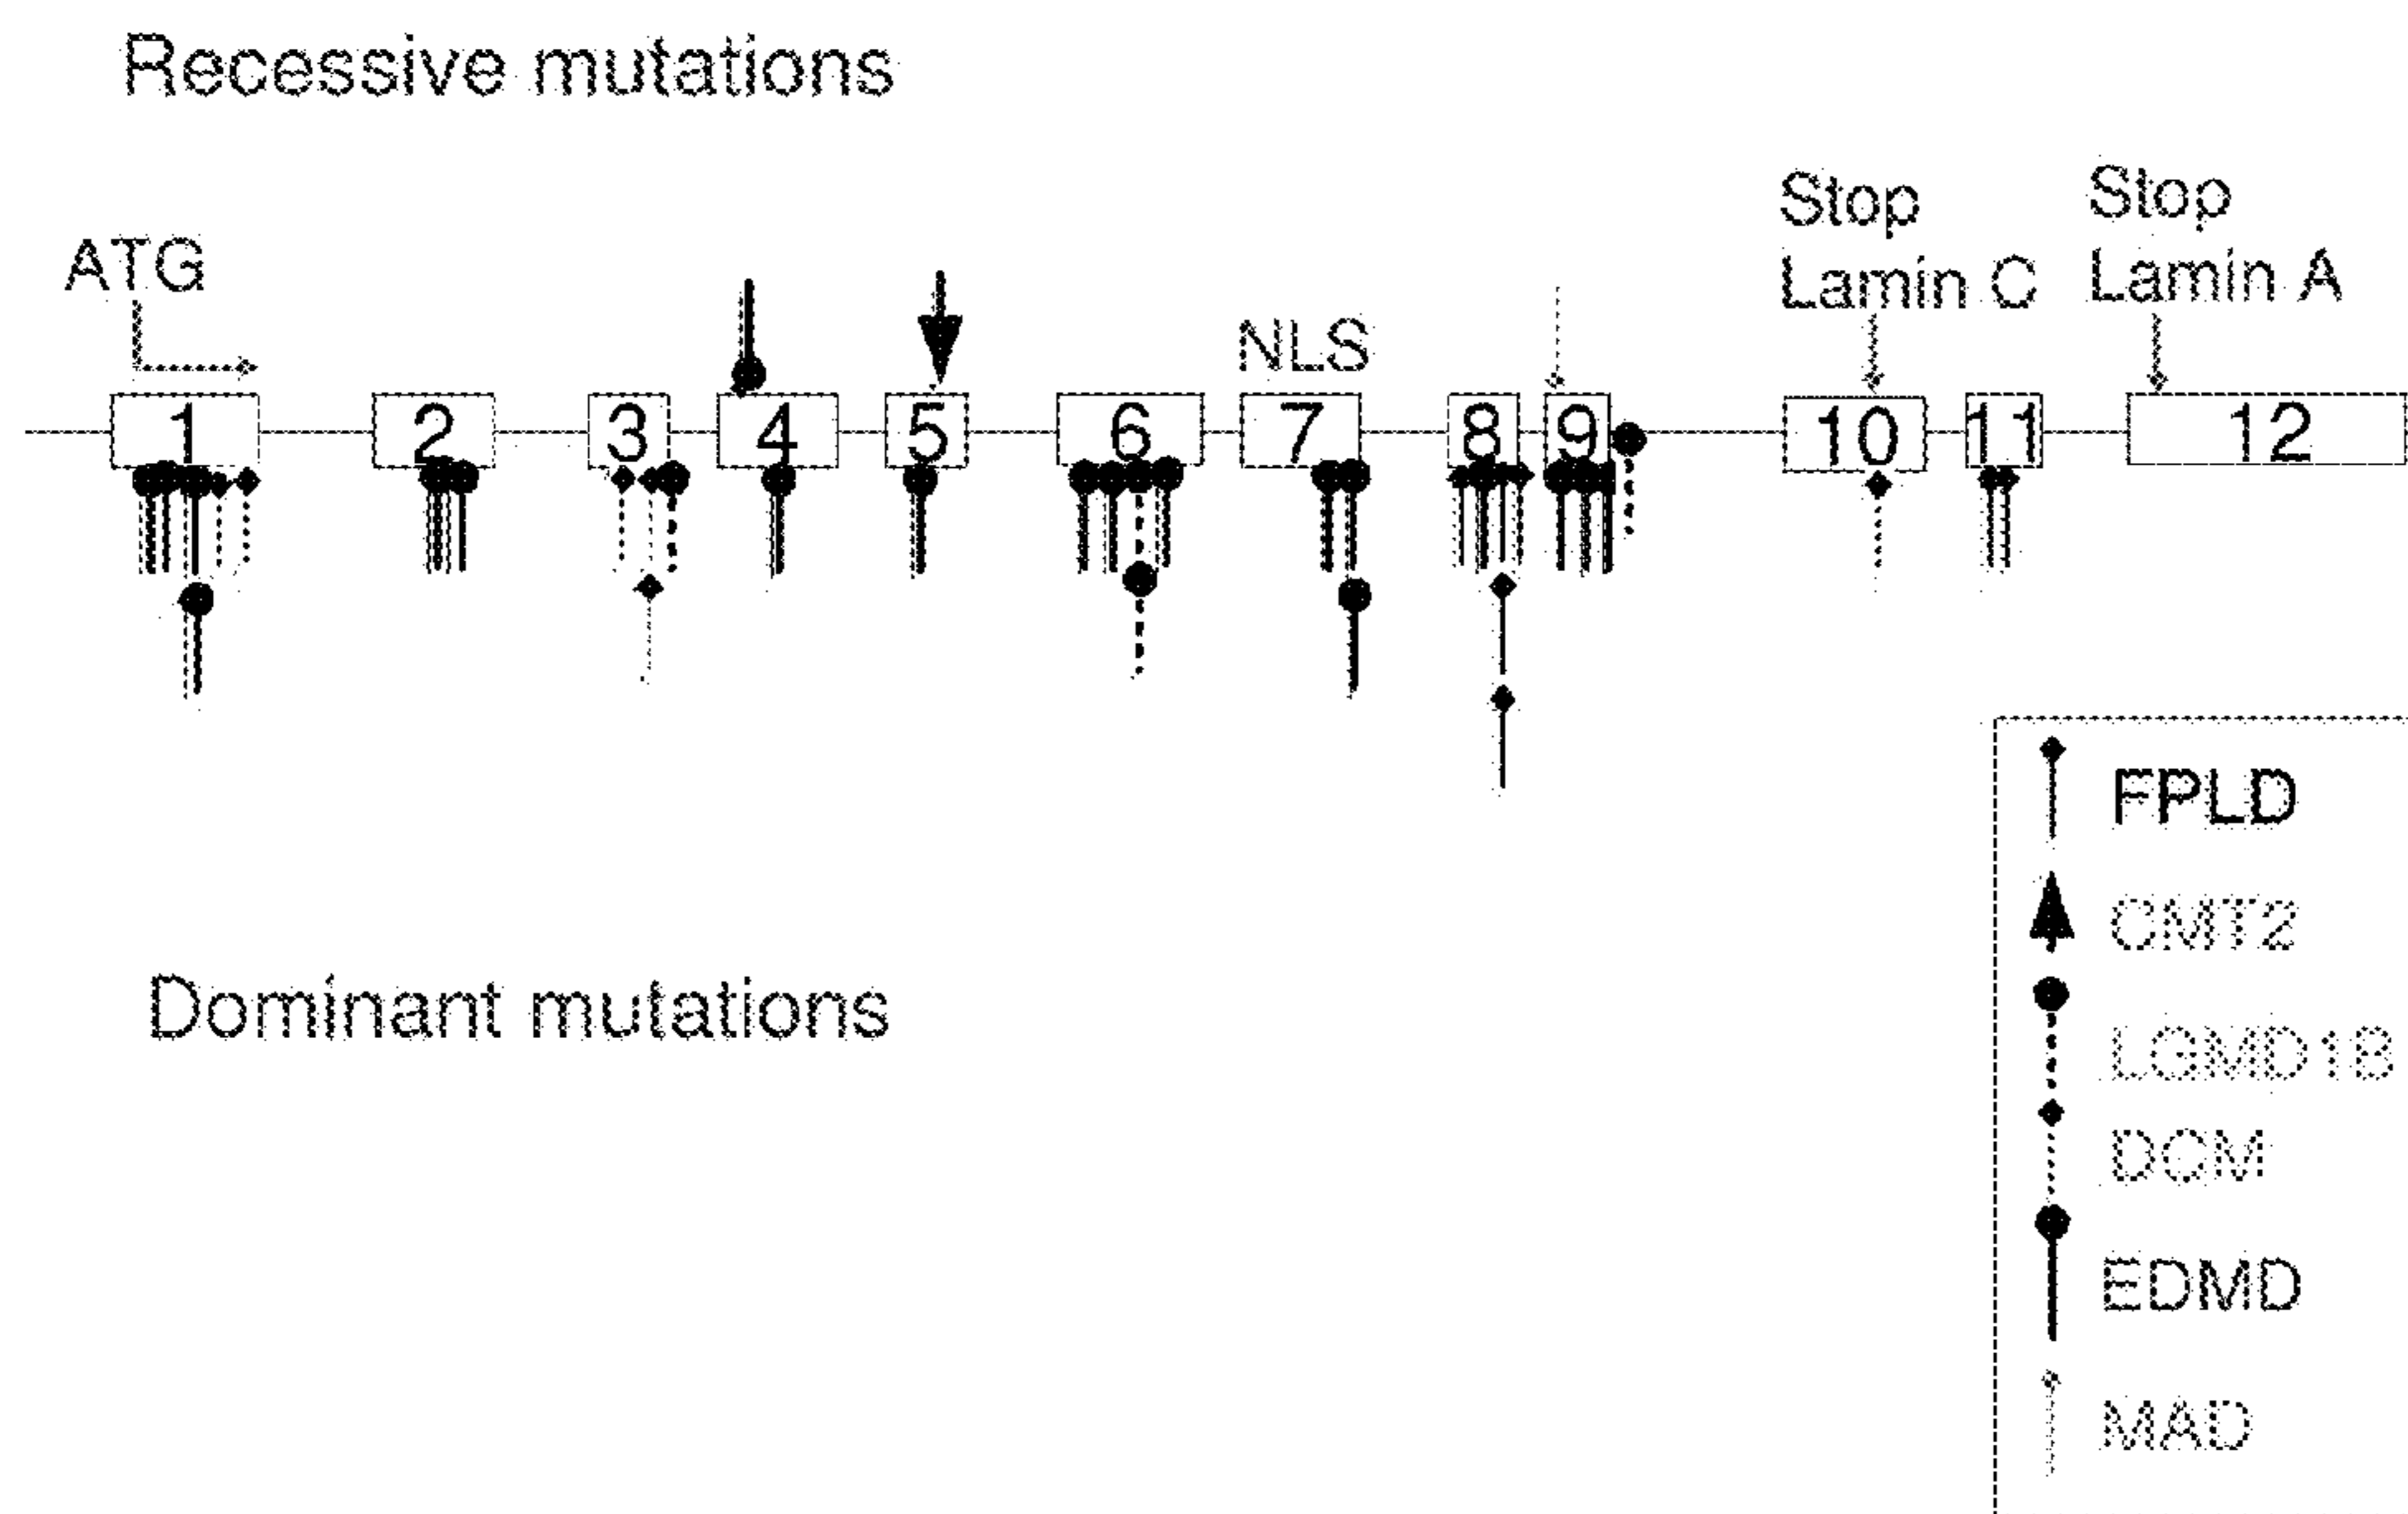 Recessive mutations
ATG
NLS
Stop
Lamin C
Stop
Lamin A
1 2 3 4 5 6 7 8 9 10 11 12
Dominant mutations
FPLD
CMT2
LGMD1B
DCM
EDMD
MAD